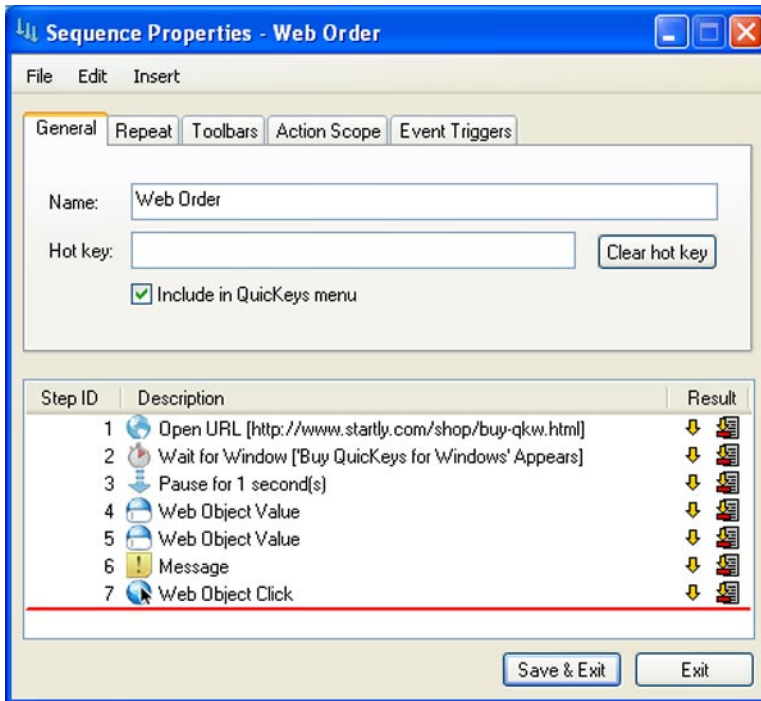 Sequence Properties - Web Order
File Edit Insert
General Repeat Toolbars Action Scope Event Triggers
Name: Web Order
Hot key: Clear hot key
Include in QuicKeys menu
Step ID Description Result
1 Open URL [http://www.startly.com/shop/buy-qkw.html]
2 Wait for Window ['Buy QuicKeys for Windows' Appears]
3 Pause for 1 second(s)
4 Web Object Value
5 Web Object Value
6 Message
7 Web Object Click
Save & Exit Exit